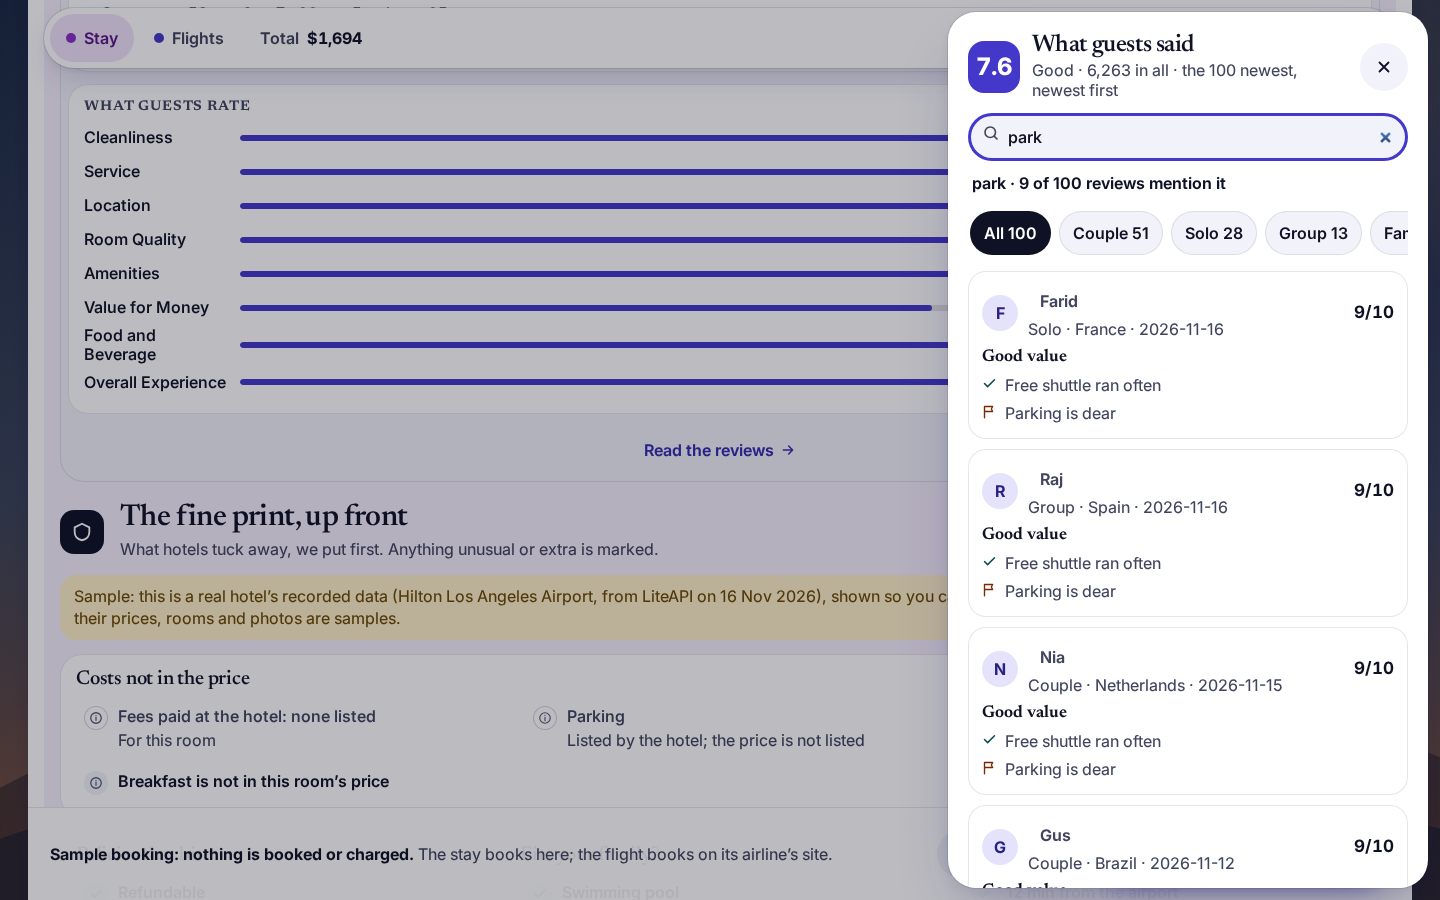 Stay
Flights
Total $1,694
WHAT GUESTS RATE
Cleanliness
Service
Location
Room Quality
Amenities
Value for Money
Food and
Beverage
Overall Experience
Read the reviews →
The fine print, up front
What hotels tuck away, we put first. Anything unusual or extra is marked.
Sample: this is a real hotel's recorded data (Hilton Los Angeles Airport, from LiteAPI on 16 Nov 2026), shown so you
their prices, rooms and photos are samples.
Costs not in the price
Fees paid at the hotel: none listed
For this room
Parking
Listed by the hotel; the price is not listed
Breakfast is not in this room's price
Sample booking: nothing is booked or charged. The stay books here; the flight books on its airline's site.
Refundable
Swimming pool
7.6
What guests said
Good · 6,263 in all · the 100 newest,
newest first
park
park · 9 of 100 reviews mention it
All 100
Couple 51
Solo 28
Group 13
F
Farid
Solo · France · 2026-11-16
9/10
Good value
Free shuttle ran often
Parking is dear
R
Raj
Group · Spain · 2026-11-16
9/10
Good value
Free shuttle ran often
Parking is dear
N
Nia
Couple · Netherlands · 2026-11-15
9/10
Good value
Free shuttle ran often
Parking is dear
G
Gus
Couple · Brazil · 2026-11-12
9/10
Good value
12 min from the airport